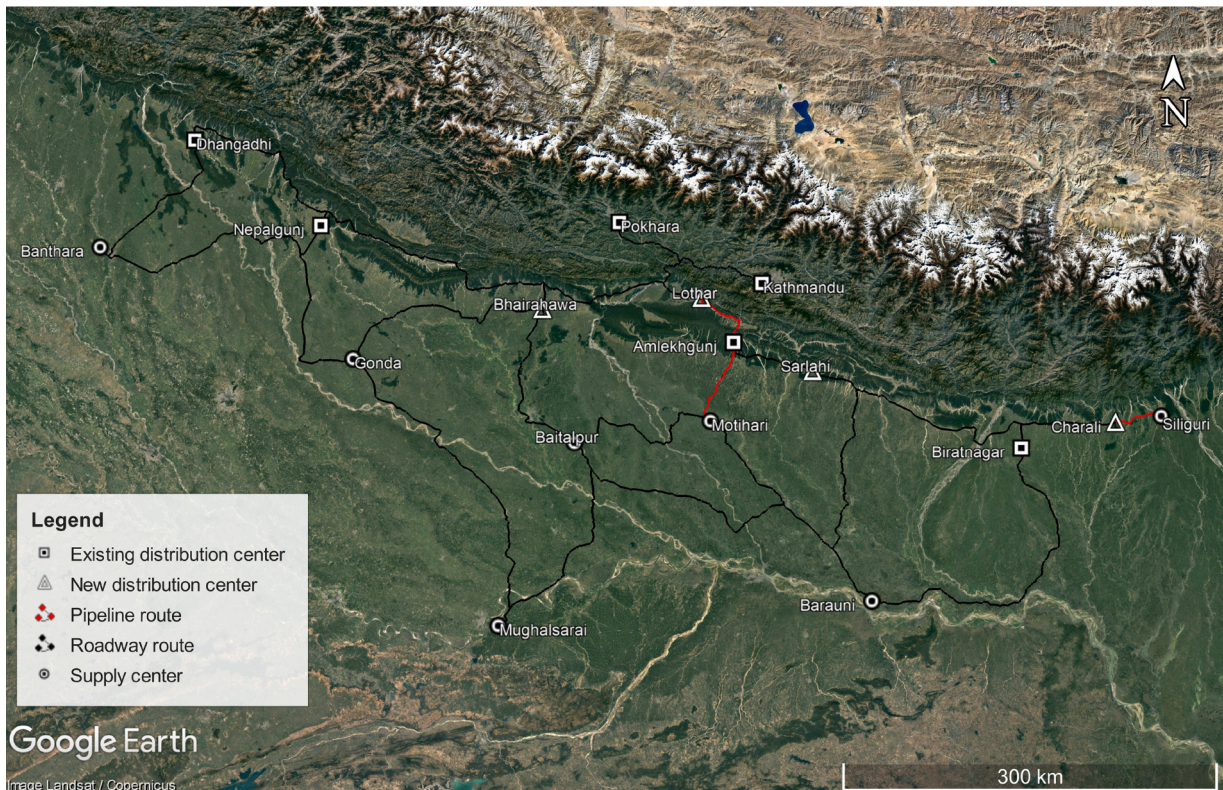 N
Dhangadhi
Pokhara
Nepalgunj
Banthara
Kathmandu
Lothar
Bhairahawa
Amlekhgunj
Gonda
Sarlahi
Motihari
Siliguri
Charali
Baitalpur
Biratnagar
Legend
Existing distribution center
New distribution center
Pipeline route
Roadway route
Supply center
Barauni
Mughalsarai
Google Earth
300 km
Image Landsat / Copernicus